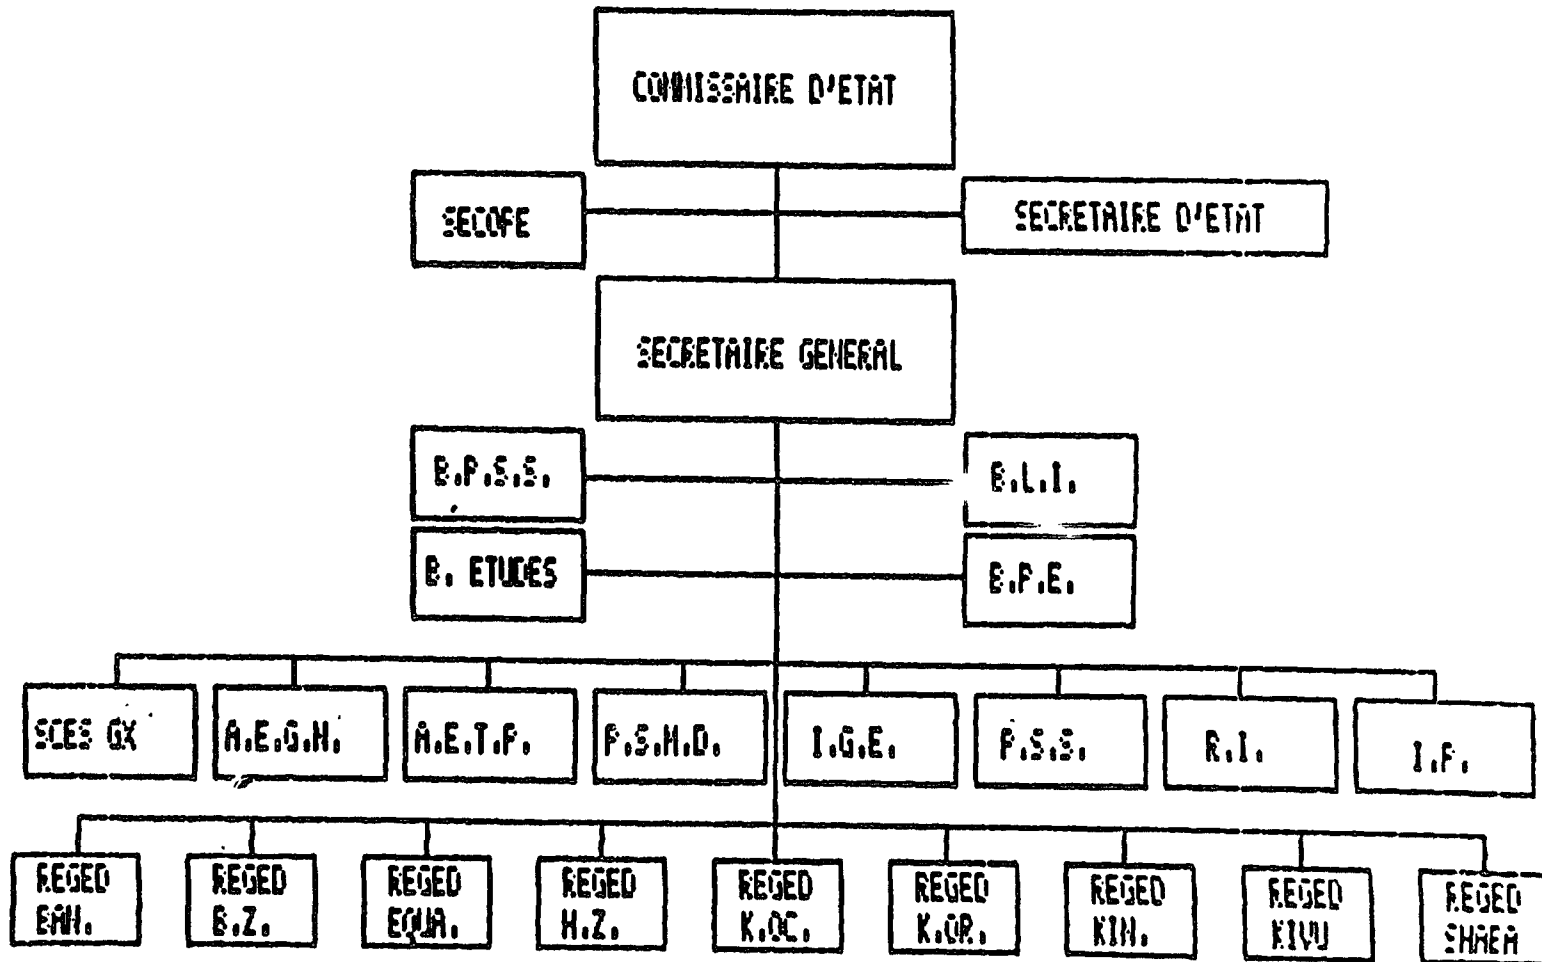 COMMISSAIRE D'ETAT
SECOPE
SECRETAIRE D'ETAT
SECRETAIRE GENERAL
B.P.S.S.
B.L.I.
B. ETUDES
B.P.E.
SCES GX
A.E.G.N.
A.E.T.P.
P.S.M.D.
I.G.E.
P.S.S.
R.I.
I.P.
REGED
BAN.
REGED
B.Z.
REGED
EQUA.
REGED
H.Z.
REGED
K.OC.
REGED
K.OR.
REGED
KIN.
REGED
KIVU
REGED
SHABA